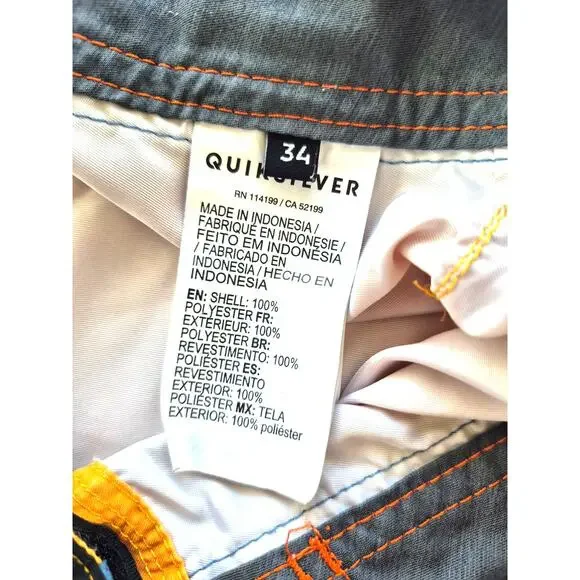 34
QUIKSILVER
RN 114199 / CA 52199
MADE IN INDONESIA /
FABRIQUÉ EN INDONESIE /
FEITO EM INDONÉSIA
/ FABRICADO EN
INDONESIA / HECHO EN
INDONESIA
EN: SHELL: 100%
POLYESTER FR:
EXTÉRIEUR: 100%
POLYESTER BR:
REVESTIMENTO: 100%
POLIÉSTER ES:
REVESTIMIENTO
EXTERIOR: 100%
POLIÉSTER MX: TELA
EXTERIOR: 100% poliéster